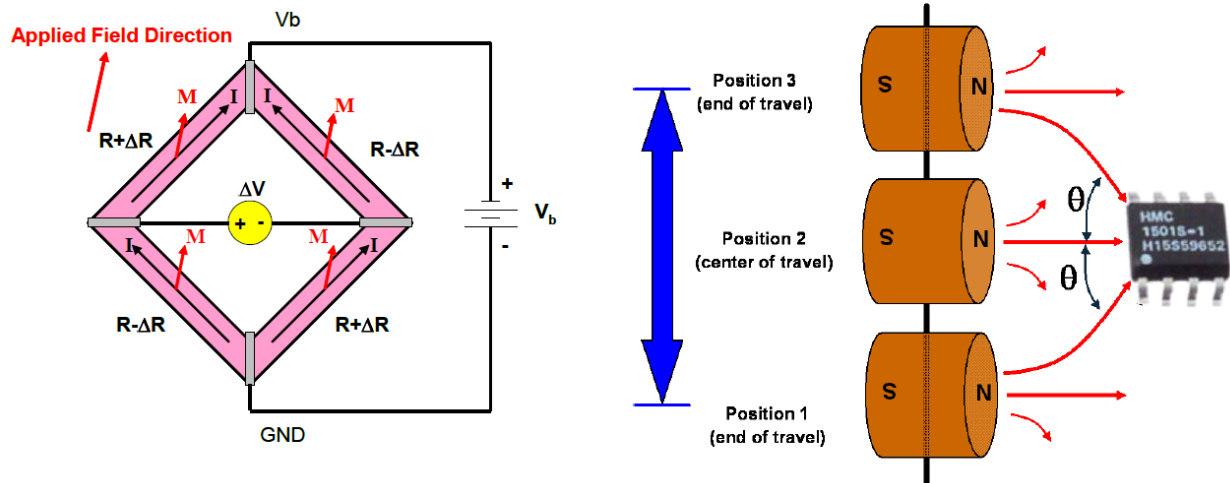 Vb
Applied Field Direction
M
I
I
M
R+ΔR
R-ΔR
ΔV
+
-
+
V_b
-
I
M
M
I
R-ΔR
R+ΔR
GND
Position 3
(end of travel)
S
N
Position 2
(center of travel)
S
N
θ
θ
HMC
1501S-1
H15S59652
Position 1
(end of travel)
S
N